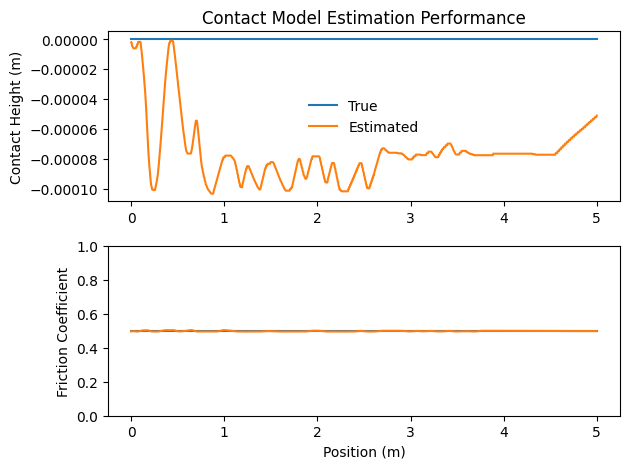 Contact Model Estimation Performance
Contact Height (m)
0.00000
−0.00002
−0.00004
−0.00006
−0.00008
−0.00010
True
Estimated
0 1 2 3 4 5
Friction Coefficient
1.0
0.8
0.6
0.4
0.2
0.0
0 1 2 3 4 5
Position (m)